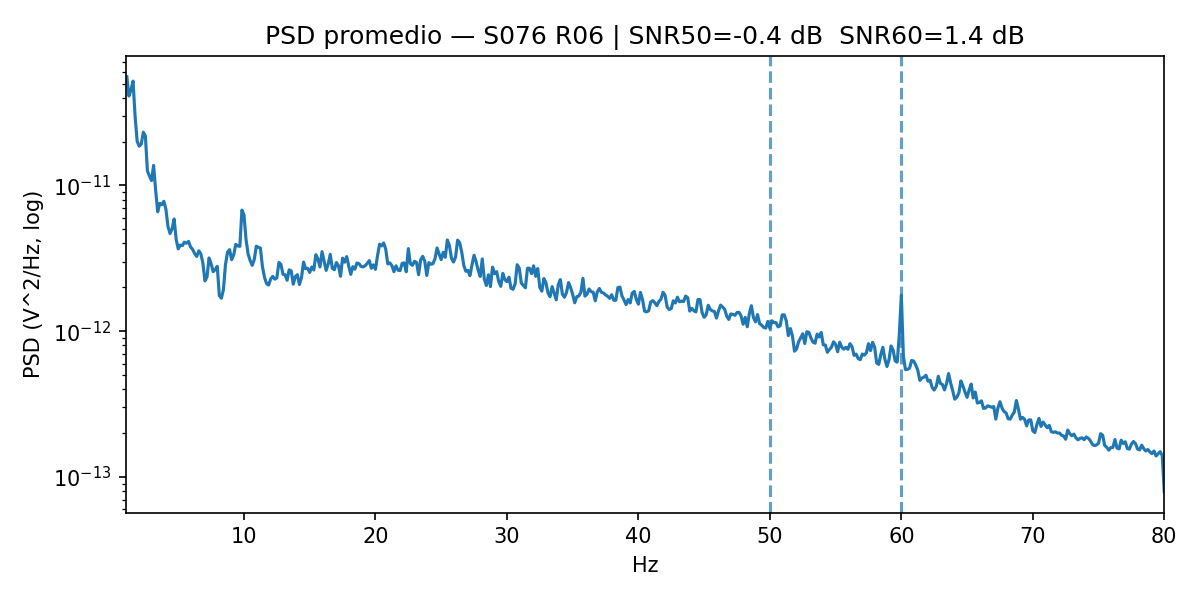 PSD promedio — S076 R06 | SNR50=-0.4 dB  SNR60=1.4 dB
PSD (V^2/Hz, log)
10⁻¹¹
10⁻¹²
10⁻¹³
10 20 30 40 50 60 70 80
Hz